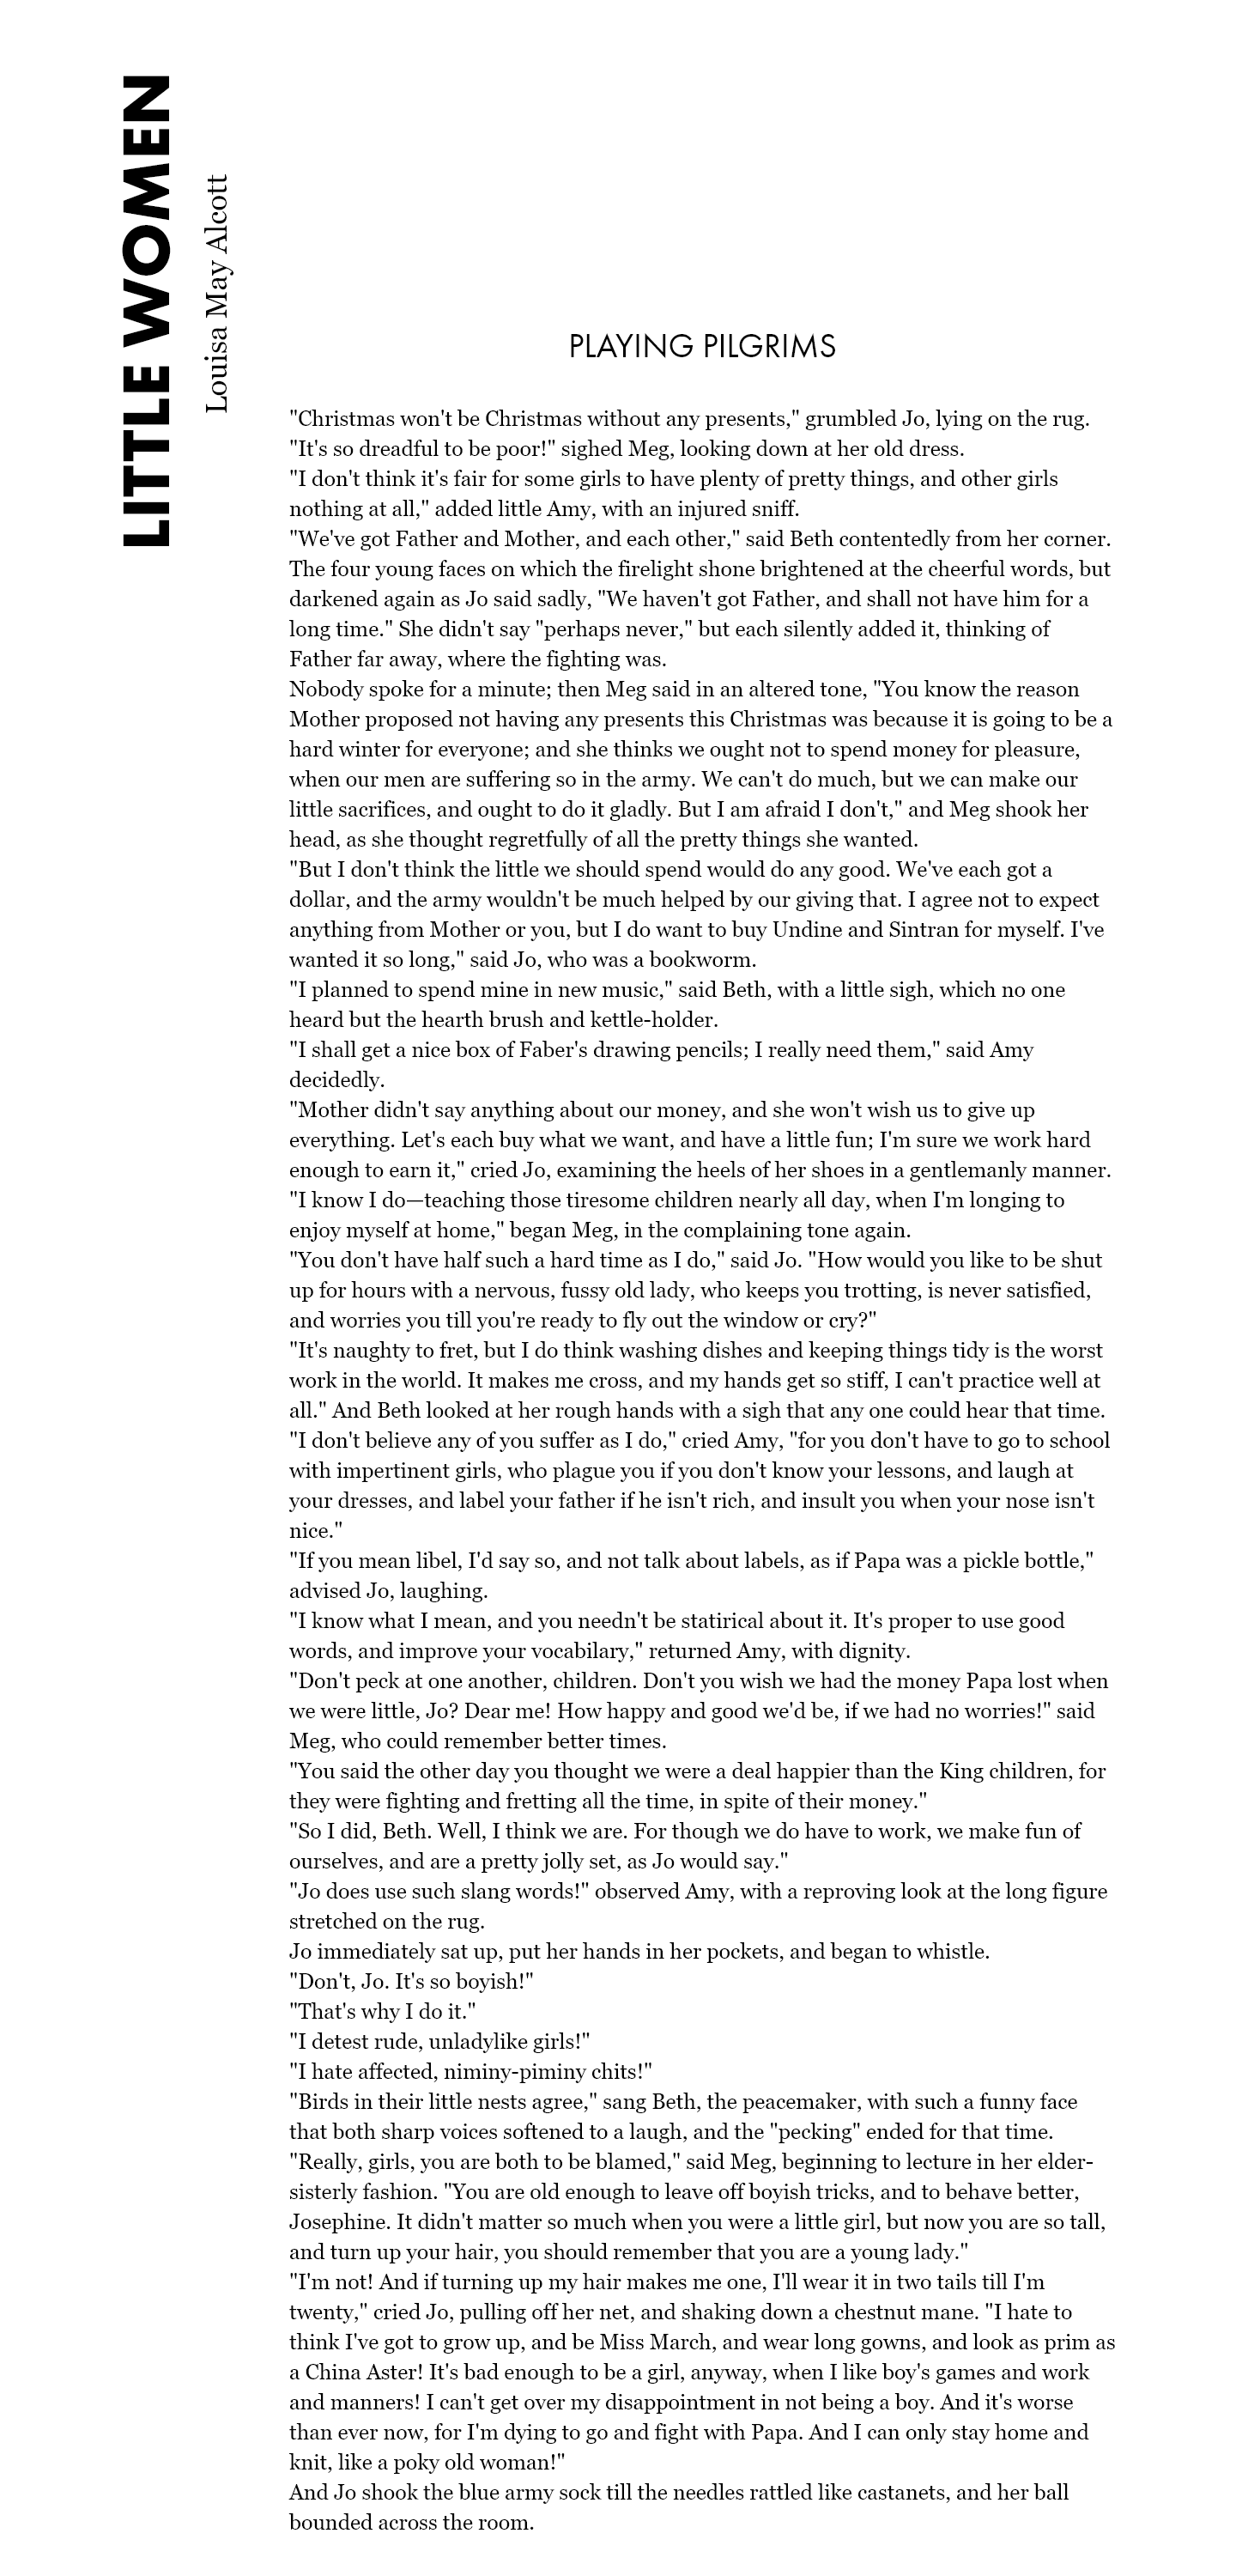 LITTLE WOMEN
Louisa May Alcott
PLAYING PILGRIMS
"Christmas won't be Christmas without any presents," grumbled Jo, lying on the rug.
"It's so dreadful to be poor!" sighed Meg, looking down at her old dress.
"I don't think it's fair for some girls to have plenty of pretty things, and other girls
nothing at all," added little Amy, with an injured sniff.
"We've got Father and Mother, and each other," said Beth contentedly from her corner.
The four young faces on which the firelight shone brightened at the cheerful words, but
darkened again as Jo said sadly, "We haven't got Father, and shall not have him for a
long time." She didn't say "perhaps never," but each silently added it, thinking of
Father far away, where the fighting was.
Nobody spoke for a minute; then Meg said in an altered tone, "You know the reason
Mother proposed not having any presents this Christmas was because it is going to be a
hard winter for everyone; and she thinks we ought not to spend money for pleasure,
when our men are suffering so in the army. We can't do much, but we can make our
little sacrifices, and ought to do it gladly. But I am afraid I don't," and Meg shook her
head, as she thought regretfully of all the pretty things she wanted.
"But I don't think the little we should spend would do any good. We've each got a
dollar, and the army wouldn't be much helped by our giving that. I agree not to expect
anything from Mother or you, but I do want to buy Undine and Sintran for myself. I've
wanted it so long," said Jo, who was a bookworm.
"I planned to spend mine in new music," said Beth, with a little sigh, which no one
heard but the hearth brush and kettle-holder.
"I shall get a nice box of Faber's drawing pencils; I really need them," said Amy
decidedly.
"Mother didn't say anything about our money, and she won't wish us to give up
everything. Let's each buy what we want, and have a little fun; I'm sure we work hard
enough to earn it," cried Jo, examining the heels of her shoes in a gentlemanly manner.
"I know I do—teaching those tiresome children nearly all day, when I'm longing to
enjoy myself at home," began Meg, in the complaining tone again.
"You don't have half such a hard time as I do," said Jo. "How would you like to be shut
up for hours with a nervous, fussy old lady, who keeps you trotting, is never satisfied,
and worries you till you're ready to fly out the window or cry?"
"It's naughty to fret, but I do think washing dishes and keeping things tidy is the worst
work in the world. It makes me cross, and my hands get so stiff, I can't practice well at
all." And Beth looked at her rough hands with a sigh that any one could hear that time.
"I don't believe any of you suffer as I do," cried Amy, "for you don't have to go to school
with impertinent girls, who plague you if you don't know your lessons, and laugh at
your dresses, and label your father if he isn't rich, and insult you when your nose isn't
nice."
"If you mean libel, I'd say so, and not talk about labels, as if Papa was a pickle bottle,"
advised Jo, laughing.
"I know what I mean, and you needn't be statirical about it. It's proper to use good
words, and improve your vocabilary," returned Amy, with dignity.
"Don't peck at one another, children. Don't you wish we had the money Papa lost when
we were little, Jo? Dear me! How happy and good we'd be, if we had no worries!" said
Meg, who could remember better times.
"You said the other day you thought we were a deal happier than the King children, for
they were fighting and fretting all the time, in spite of their money."
"So I did, Beth. Well, I think we are. For though we do have to work, we make fun of
ourselves, and are a pretty jolly set, as Jo would say."
"Jo does use such slang words!" observed Amy, with a reproving look at the long figure
stretched on the rug.
Jo immediately sat up, put her hands in her pockets, and began to whistle.
"Don't, Jo. It's so boyish!"
"That's why I do it."
"I detest rude, unladylike girls!"
"I hate affected, niminy-piminy chits!"
"Birds in their little nests agree," sang Beth, the peacemaker, with such a funny face
that both sharp voices softened to a laugh, and the "pecking" ended for that time.
"Really, girls, you are both to be blamed," said Meg, beginning to lecture in her elder-
sisterly fashion. "You are old enough to leave off boyish tricks, and to behave better,
Josephine. It didn't matter so much when you were a little girl, but now you are so tall,
and turn up your hair, you should remember that you are a young lady."
"I'm not! And if turning up my hair makes me one, I'll wear it in two tails till I'm
twenty," cried Jo, pulling off her net, and shaking down a chestnut mane. "I hate to
think I've got to grow up, and be Miss March, and wear long gowns, and look as prim as
a China Aster! It's bad enough to be a girl, anyway, when I like boy's games and work
and manners! I can't get over my disappointment in not being a boy. And it's worse
than ever now, for I'm dying to go and fight with Papa. And I can only stay home and
knit, like a poky old woman!"
And Jo shook the blue army sock till the needles rattled like castanets, and her ball
bounded across the room.